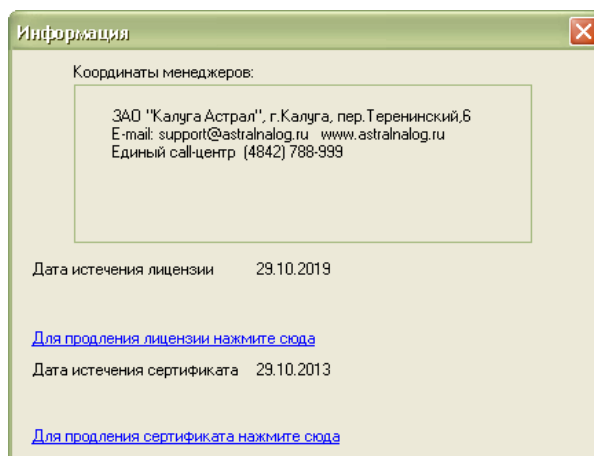 Информация
Координаты менеджеров:
ЗАО "Калуга Астрал", г.Калуга, пер.Теренинский,6
E-mail: support@astralnalog.ru www.astralnalog.ru
Единый call-центр (4842) 788-999
Дата истечения лицензии 29.10.2019
Для продления лицензии нажмите сюда
Дата истечения сертификата 29.10.2013
Для продления сертификата нажмите сюда